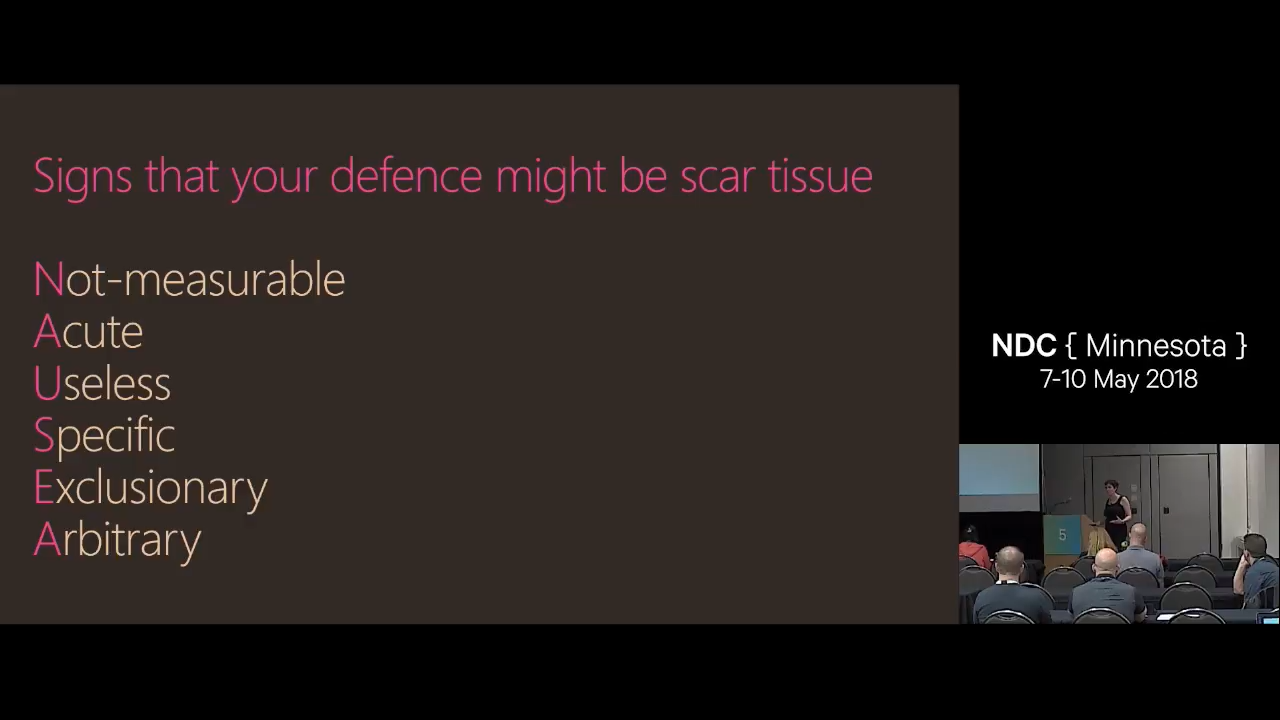 Signs that your defence might be scar tissue
Not-measurable
Acute
Useless
Specific
Exclusionary
Arbitrary
NDC { Minnesota }
7-10 May 2018
5